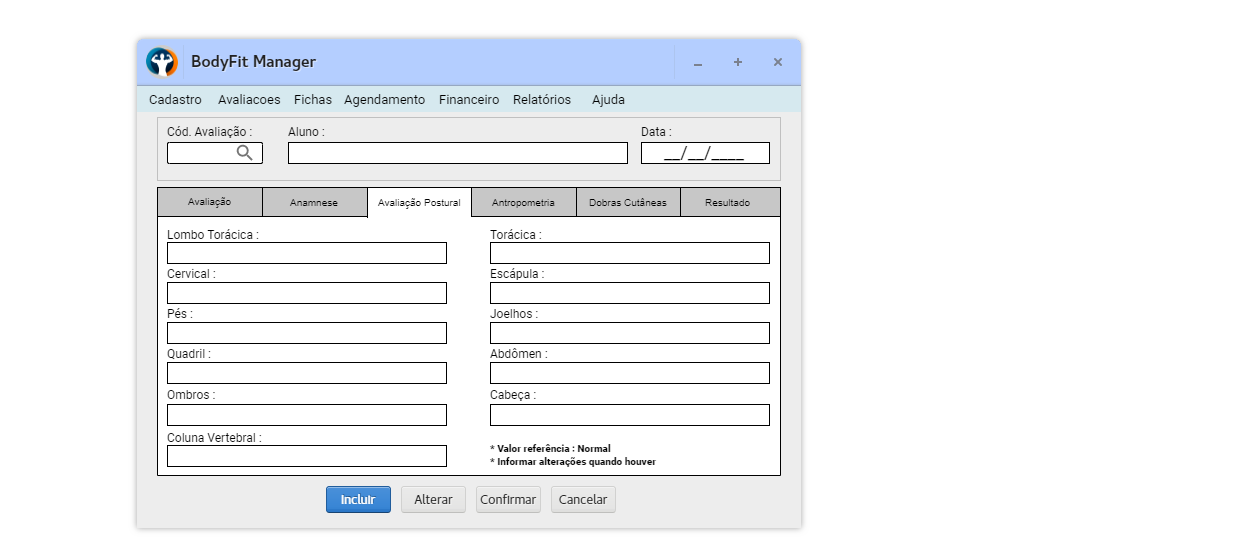 BodyFit Manager
Cadastro Avaliacoes Fichas Agendamento Financeiro Relatórios Ajuda
Cód. Avaliação : Aluno : Data :
__/__/____
Avaliação Anamnese Avaliação Postural Antropometria Dobras Cutâneas Resultado
Lombo Torácica : Torácica :
Cervical : Escápula :
Pés : Joelhos :
Quadril : Abdômen :
Ombros : Cabeça :
Coluna Vertebral :
* Valor referência : Normal
* Informar alterações quando houver
Incluir Alterar Confirmar Cancelar